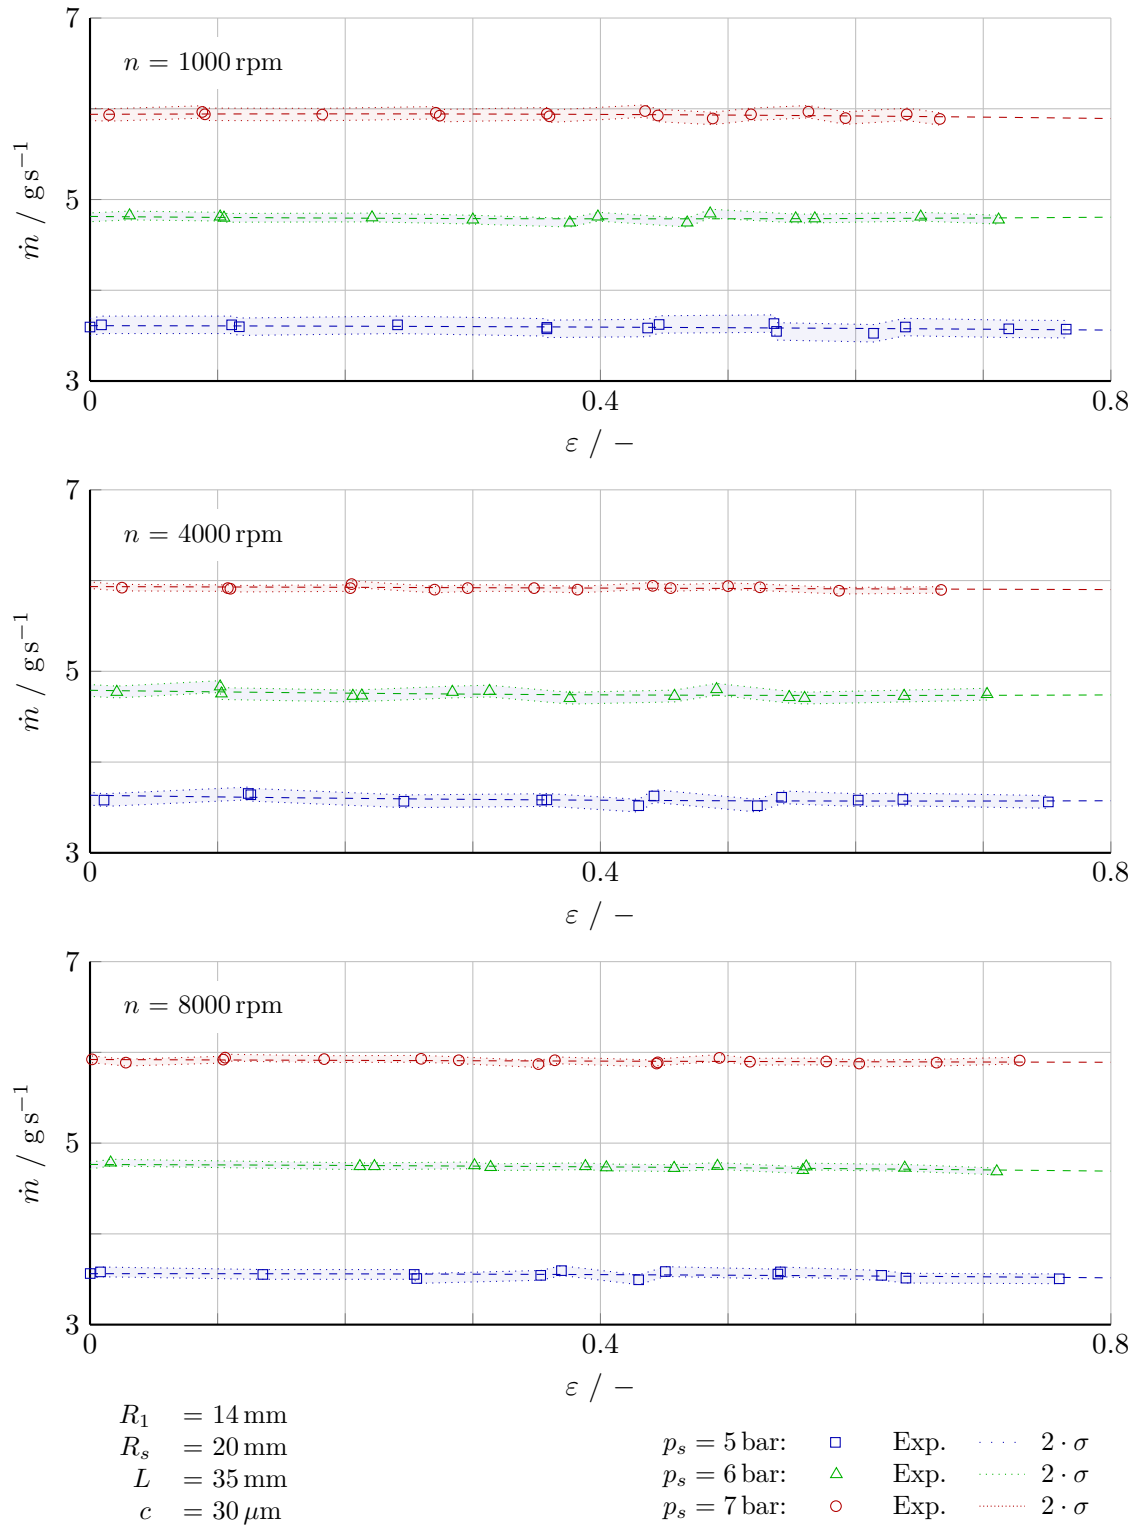 7
n = 1000 rpm
5
ṁ / g s⁻¹
3
0 0.4 0.8
ε / −
7
n = 4000 rpm
5
ṁ / g s⁻¹
3
0 0.4 0.8
ε / −
7
n = 8000 rpm
5
ṁ / g s⁻¹
3
0 0.4 0.8
ε / −
R₁ = 14 mm
Rₛ = 20 mm
L = 35 mm
c = 30 μm
pₛ = 5 bar: Exp. 2 · σ
pₛ = 6 bar: Exp. 2 · σ
pₛ = 7 bar: Exp. 2 · σ